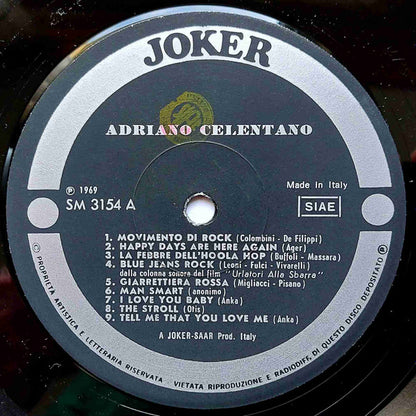 JOKER
ADRIANO CELENTANO
℗ 1969
SM 3154 A
Made in Italy
SIAE
1. MOVIMENTO DI ROCK (Colombini - De Filippi)
2. HAPPY DAYS ARE HERE AGAIN (Ager)
3. LA FEBBRE DELL'HOOLA HOP (Buffoli - Massara)
4. BLUE JEANS ROCK (Leoni - Fulci - Vivarelli)
dalla colonna sonora del film "Urlatori Alla Sbarra"
5. GIARRETTIERA ROSSA (Migliacci - Pisano)
6. MAN SMART (anonimo)
7. I LOVE YOU BABY (Anka)
8. THE STROLL (Otis)
9. TELL ME THAT YOU LOVE ME (Anka)
A JOKER-SAAR Prod. Italy
© PROPRIETA ARTISTICA E LETTERARIA RISERVATA - VIETATA RIPRODUZIONE E RADIODIFF. DI QUESTO DISCO DEPOSITATO ℗